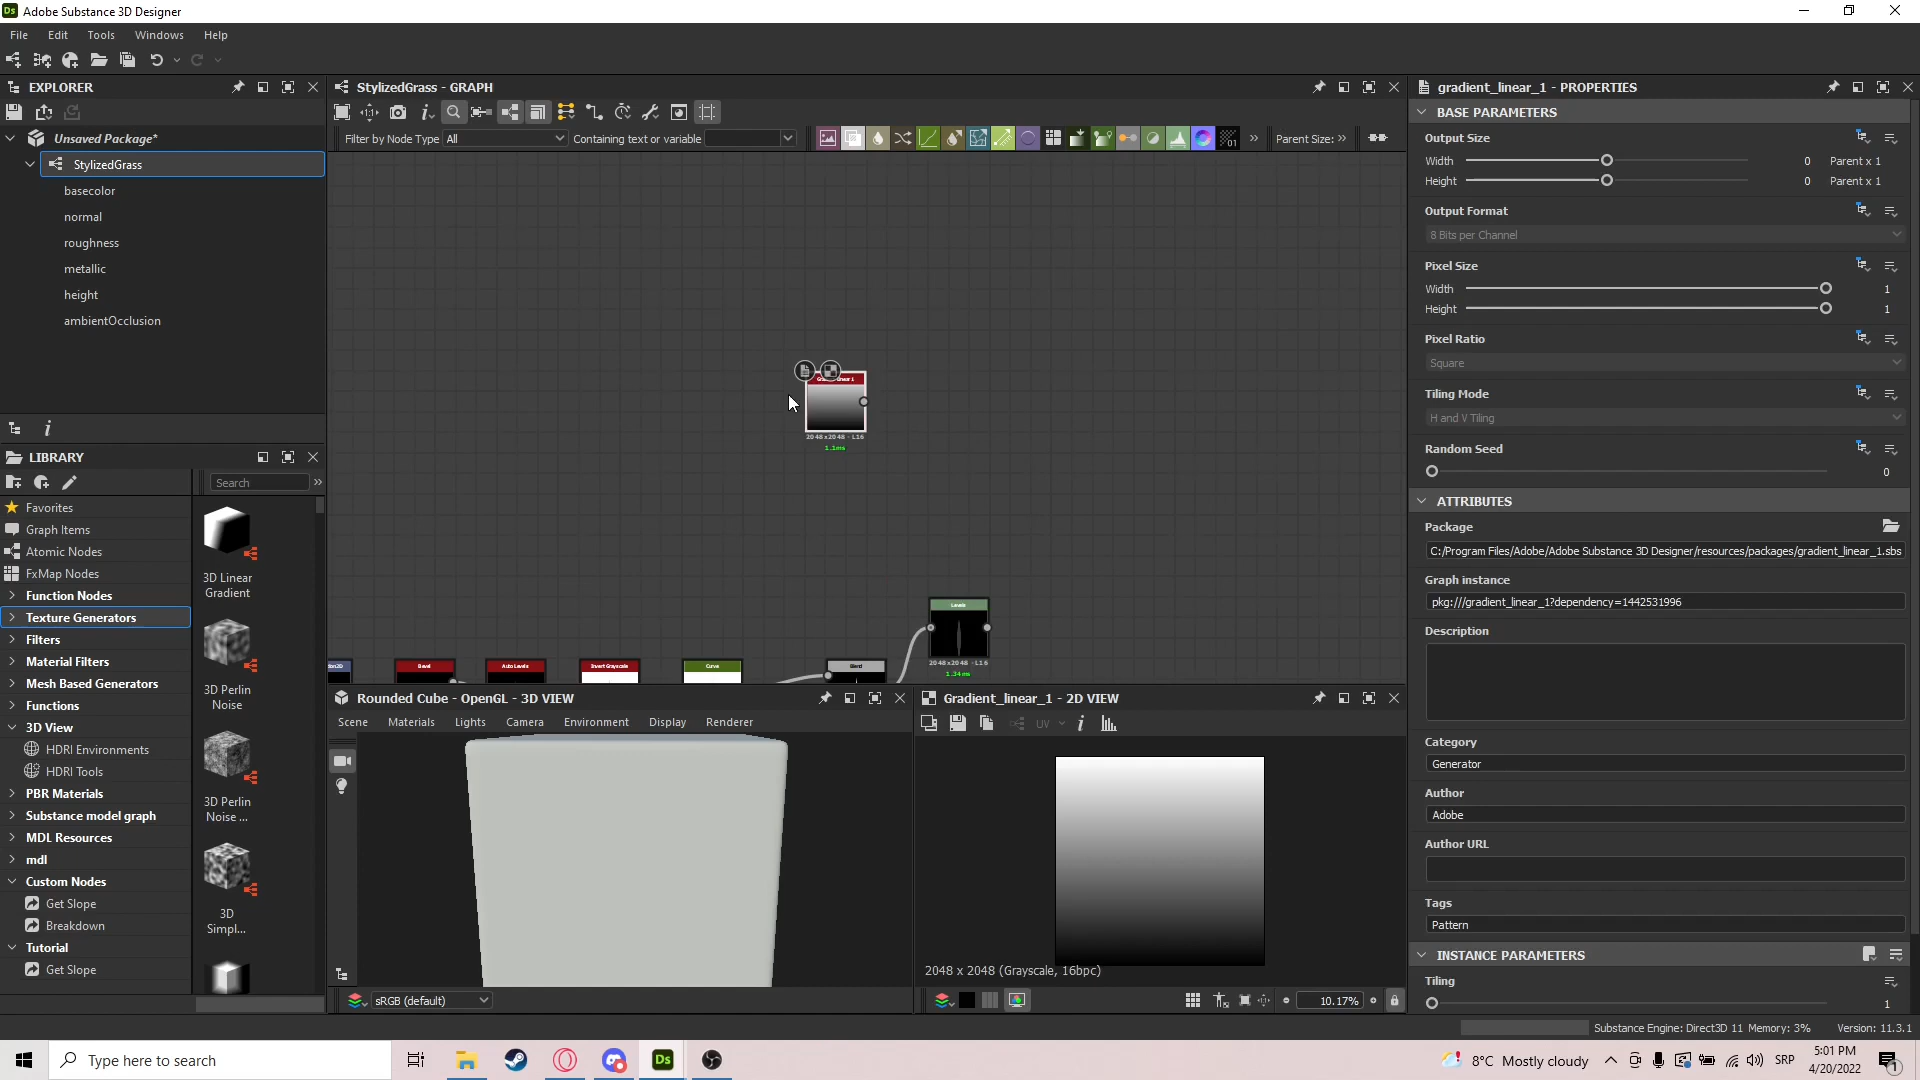 Ds Adobe Substance 3D Designer
File Edit Tools Windows Help
EXPLORER
Unsaved Package*
StylizedGrass
basecolor
normal
roughness
metallic
height
ambientOcclusion
LIBRARY
Search
Favorites
Graph Items
Atomic Nodes
FxMap Nodes
Function Nodes
Texture Generators
Filters
Material Filters
Mesh Based Generators
Functions
3D View
HDRI Environments
HDRI Tools
PBR Materials
Substance model graph
MDL Resources
mdl
Custom Nodes
Get Slope
Breakdown
Tutorial
Get Slope
3D Linear
Gradient
3D Perlin
Noise
3D Perlin
Noise ...
3D
Simpl...
StylizedGrass - GRAPH
Filter by Node Type All Containing text or variable
Parent Size:
2048x2048 - L16
1.1ms
Levels
2048x2048 - L16
1.34ms
Bevel
Auto Levels
Invert Grayscale
Curve
Blend
Rounded Cube - OpenGL - 3D VIEW
Scene Materials Lights Camera Environment Display Renderer
sRGB (default)
Gradient_linear_1 - 2D VIEW
UV
2048 x 2048 (Grayscale, 16bpc)
10.17%
gradient_linear_1 - PROPERTIES
BASE PARAMETERS
Output Size
Width 0 Parent x 1
Height 0 Parent x 1
Output Format
8 Bits per Channel
Pixel Size
Width 1
Height 1
Pixel Ratio
Square
Tiling Mode
H and V Tiling
Random Seed
0
ATTRIBUTES
Package
C:/Program Files/Adobe/Adobe Substance 3D Designer/resources/packages/gradient_linear_1.sbs
Graph instance
pkg:///gradient_linear_1?dependency=1442531996
Description
Category
Generator
Author
Adobe
Author URL
Tags
Pattern
INSTANCE PARAMETERS
Tiling
1
Substance Engine: Direct3D 11 Memory: 3% Version: 11.3.1
Type here to search
Ds
8°C Mostly cloudy
SRP
5:01 PM
4/20/2022
1